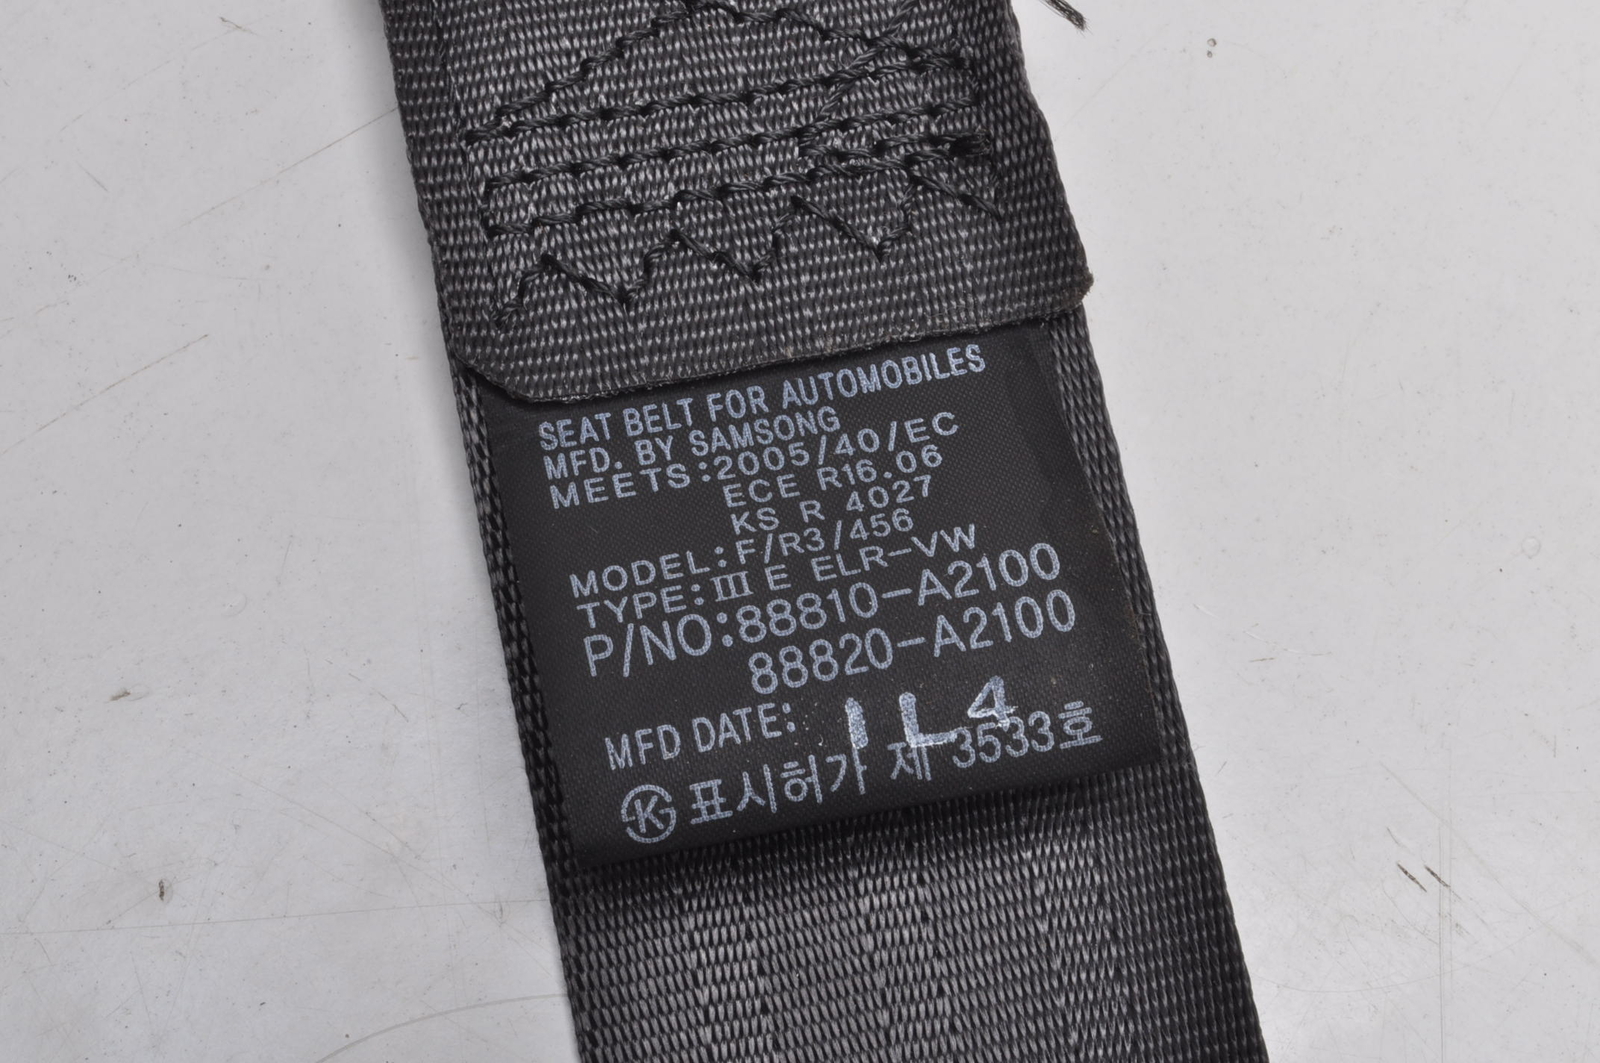 SEAT BELT FOR AUTOMOBILES
MFD. BY SAMSONG
MEETS:2005/40/EC
ECE R16.06
KS R 4027
MODEL:F/R3/456
TYPE:III E ELR-VW
P/NO:88810-A2100
88820-A2100
MFD DATE: 1 L 4
K 표시허가 제 3533호